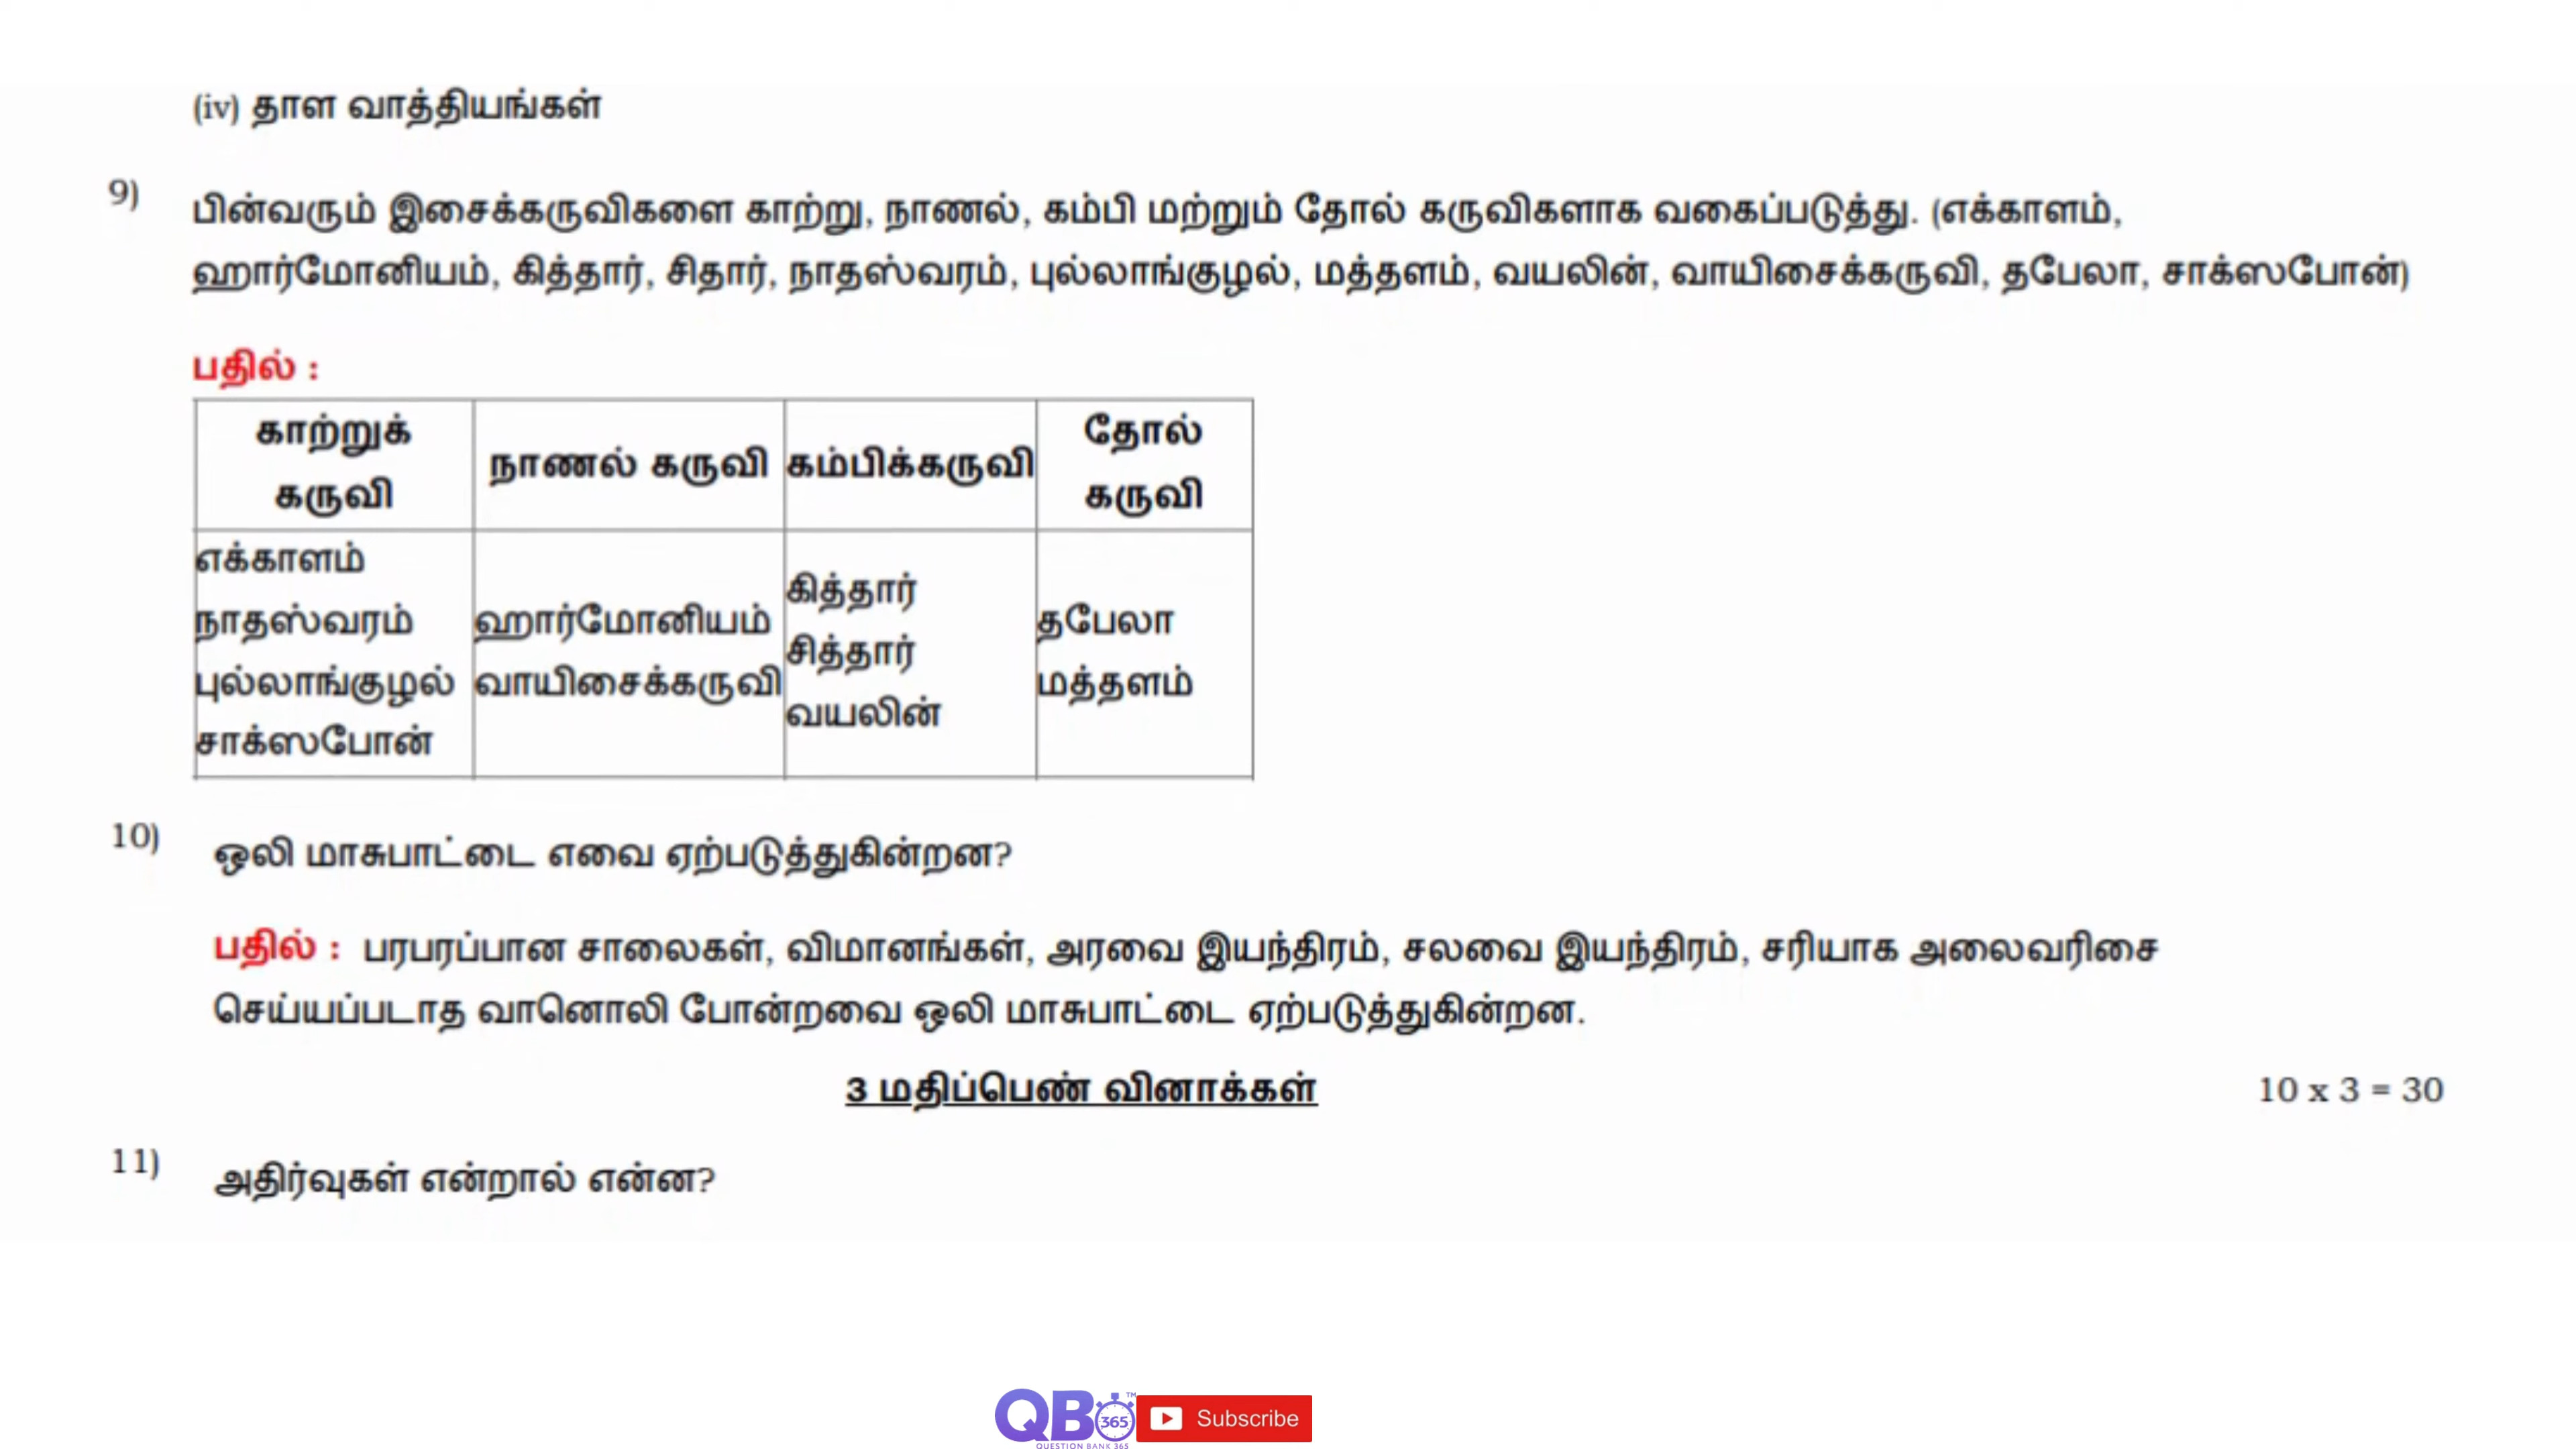 (iv) தாள வாத்தியங்கள்
9) பின்வரும் இசைக்கருவிகளை காற்று, நாணல், கம்பி மற்றும் தோல் கருவிகளாக வகைப்படுத்து. (எக்காளம்,
ஹார்மோனியம், கித்தார், சிதார், நாதஸ்வரம், புல்லாங்குழல், மத்தளம், வயலின், வாயிசைக்கருவி, தபேலா, சாக்ஸபோன்)
பதில் :
காற்றுக்
கருவி
நாணல் கருவி
கம்பிக்கருவி
தோல்
கருவி
எக்காளம்
நாதஸ்வரம்
புல்லாங்குழல்
சாக்ஸபோன்
ஹார்மோனியம்
வாயிசைக்கருவி
கித்தார்
சித்தார்
வயலின்
தபேலா
மத்தளம்
10) ஒலி மாசுபாட்டை எவை ஏற்படுத்துகின்றன?
பதில் : பரபரப்பான சாலைகள், விமானங்கள், அரவை இயந்திரம், சலவை இயந்திரம், சரியாக அலைவரிசை
செய்யப்படாத வானொலி போன்றவை ஒலி மாசுபாட்டை ஏற்படுத்துகின்றன.
3 மதிப்பெண் வினாக்கள் 10 x 3 = 30
11) அதிர்வுகள் என்றால் என்ன?
QB 365 ™
QUESTION BANK 365
Subscribe